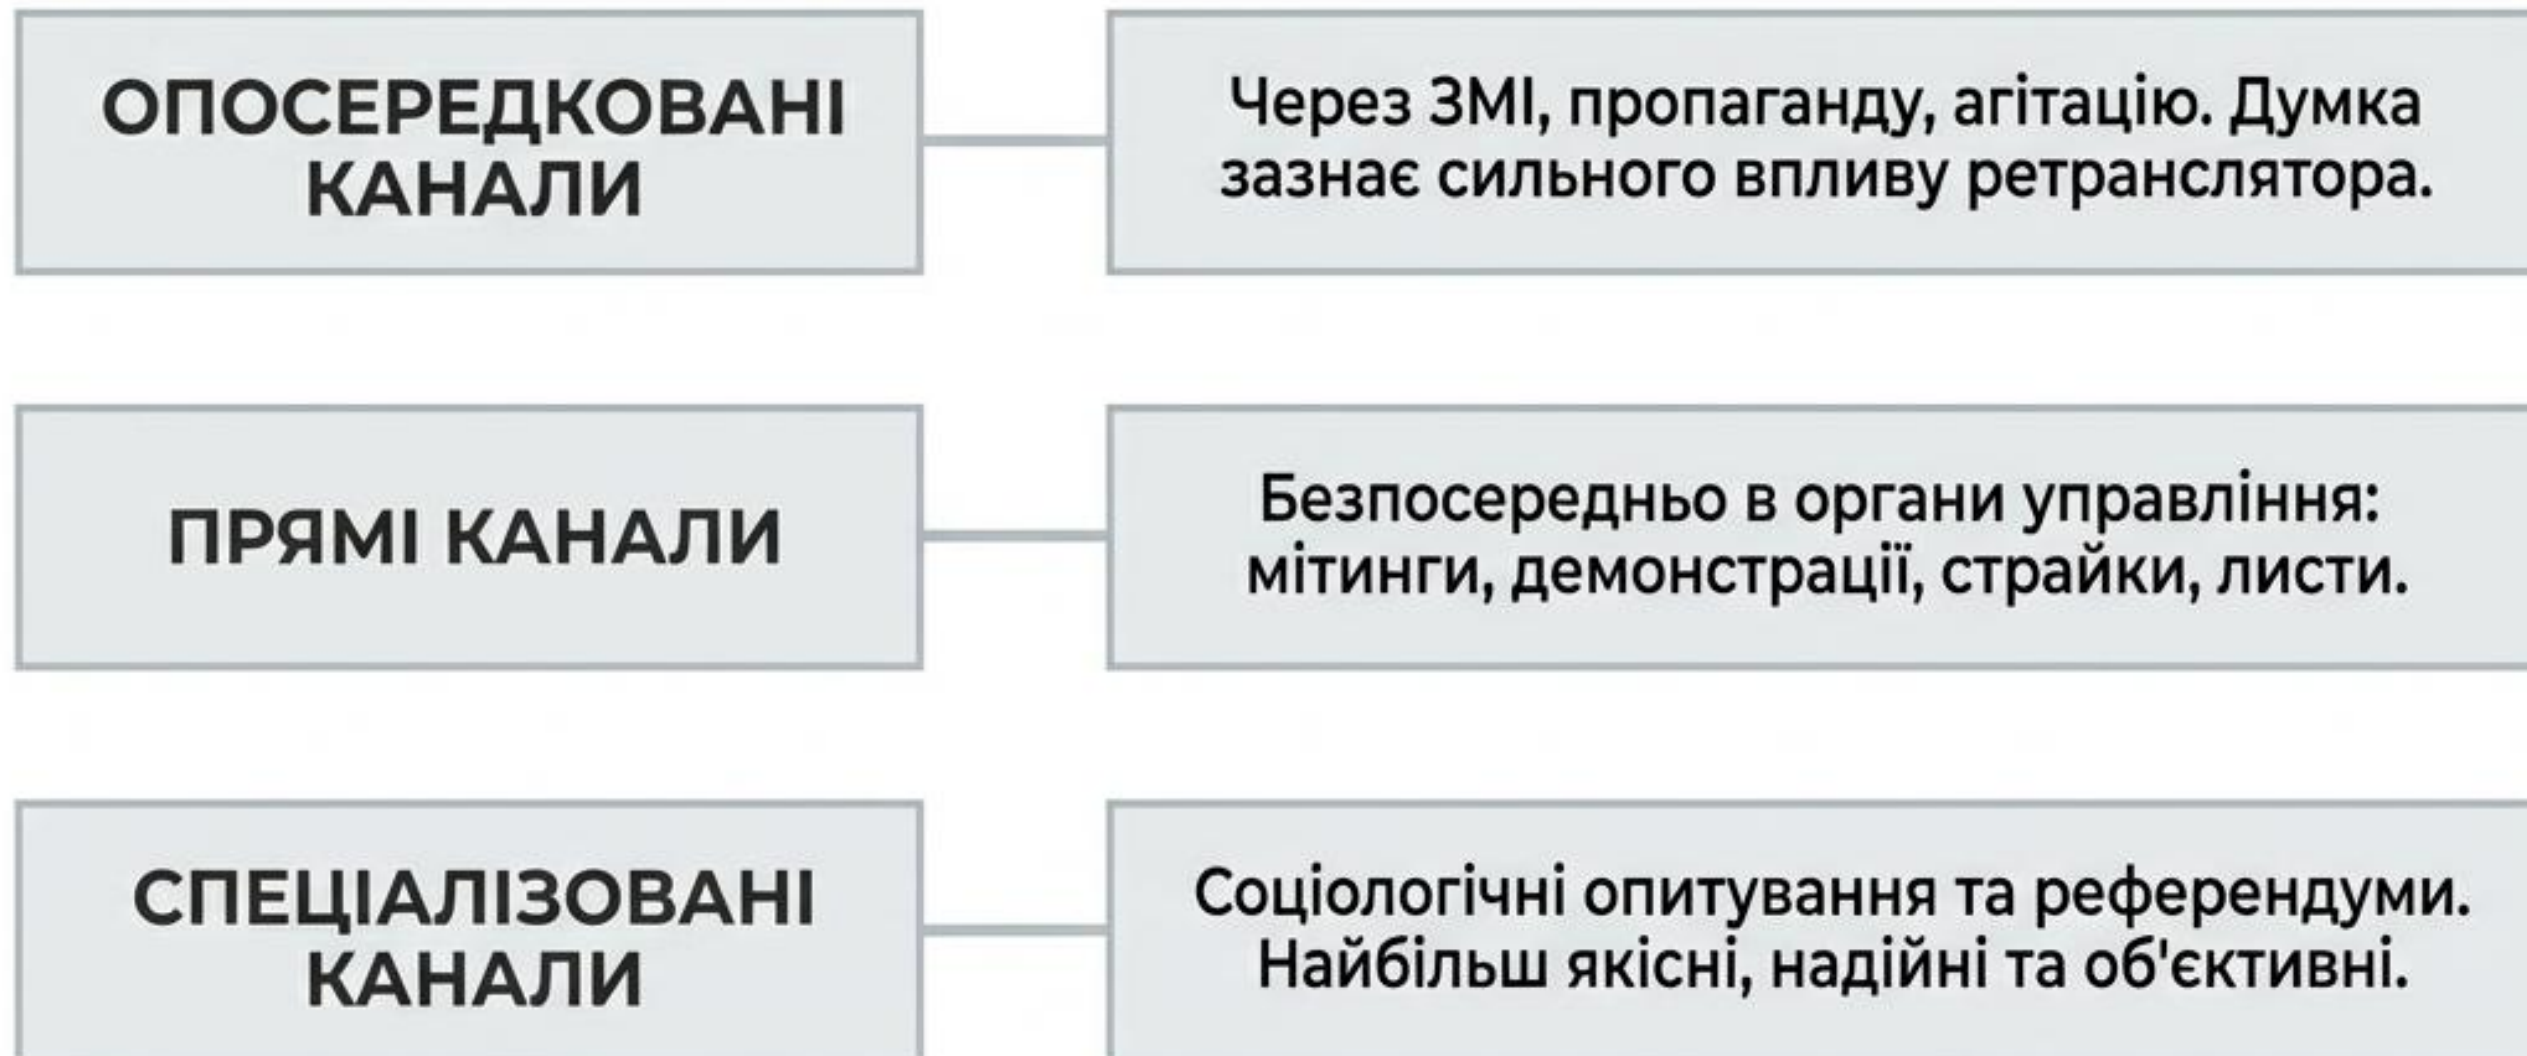 ОПОСЕРЕДКОВАНІ
КАНАЛИ
Через ЗМІ, пропаганду, агітацію. Думка
зазнає сильного впливу ретранслятора.
ПРЯМІ КАНАЛИ
Безпосередньо в органи управління:
мітинги, демонстрації, страйки, листи.
СПЕЦІАЛІЗОВАНІ
КАНАЛИ
Соціологічні опитування та референдуми.
Найбільш якісні, надійні та об'єктивні.